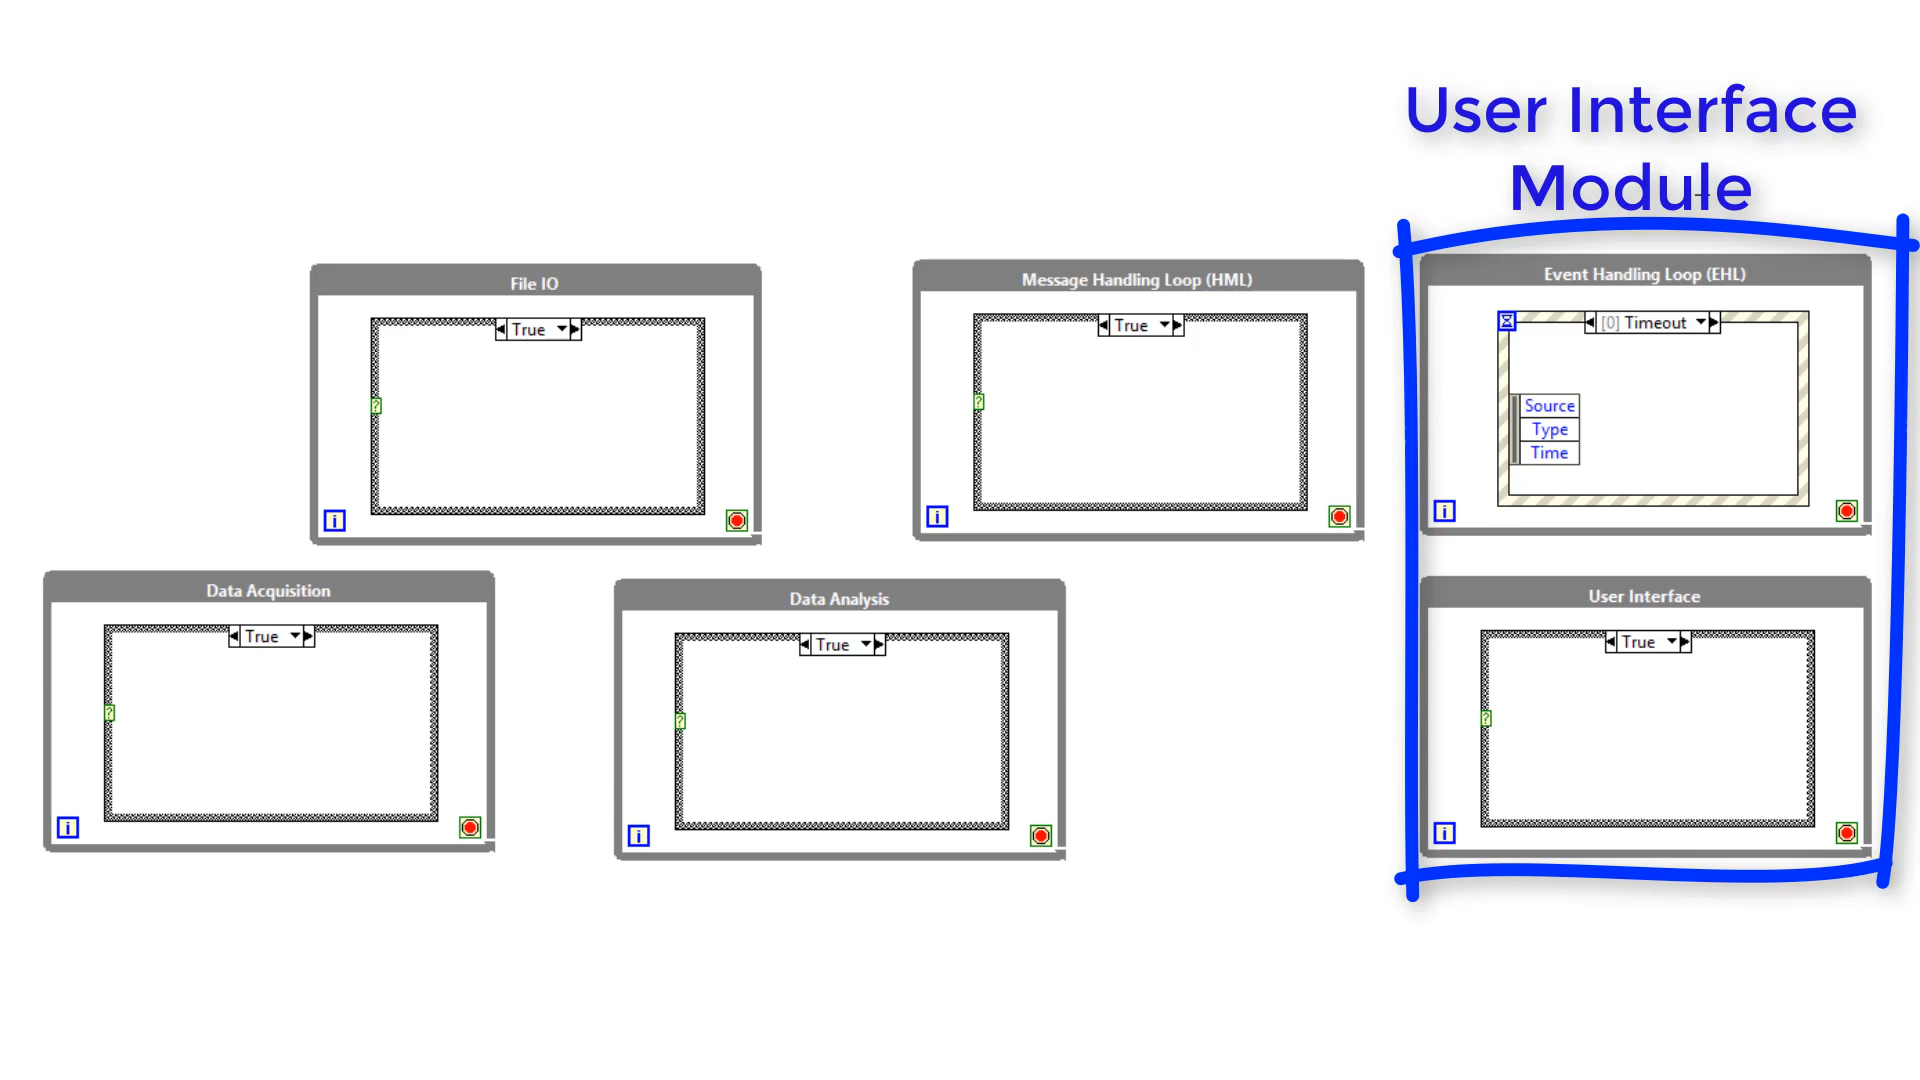 User Interface
Module
File IO
True
?
i
Message Handling Loop (HML)
True
?
i
Event Handling Loop (EHL)
[0] Timeout
Source
Type
Time
i
Data Acquisition
True
?
i
Data Analysis
True
?
i
User Interface
True
?
i